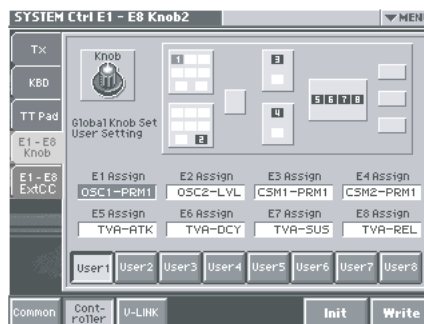 SYSTEM Ctrl E1 - E8 Knob2
MEN
Tx
KBD
TT Pad
E1 - E8
Knob
E1 - E8
ExtCC
Knob
Global Knob Set
User Setting
1
2
3
4
5 6 7 8
E1 Assign E2 Assign E3 Assign E4 Assign
OSC1-PRM1 OSC2-LVL CSM1-PRM1 CSM2-PRM1
E5 Assign E6 Assign E7 Assign E8 Assign
TVA-ATK TVA-DCY TVA-SUS TVA-REL
User1 User2 User3 User4 User5 User6 User7 User8
Common Cont-
roller V-LINK Init Write